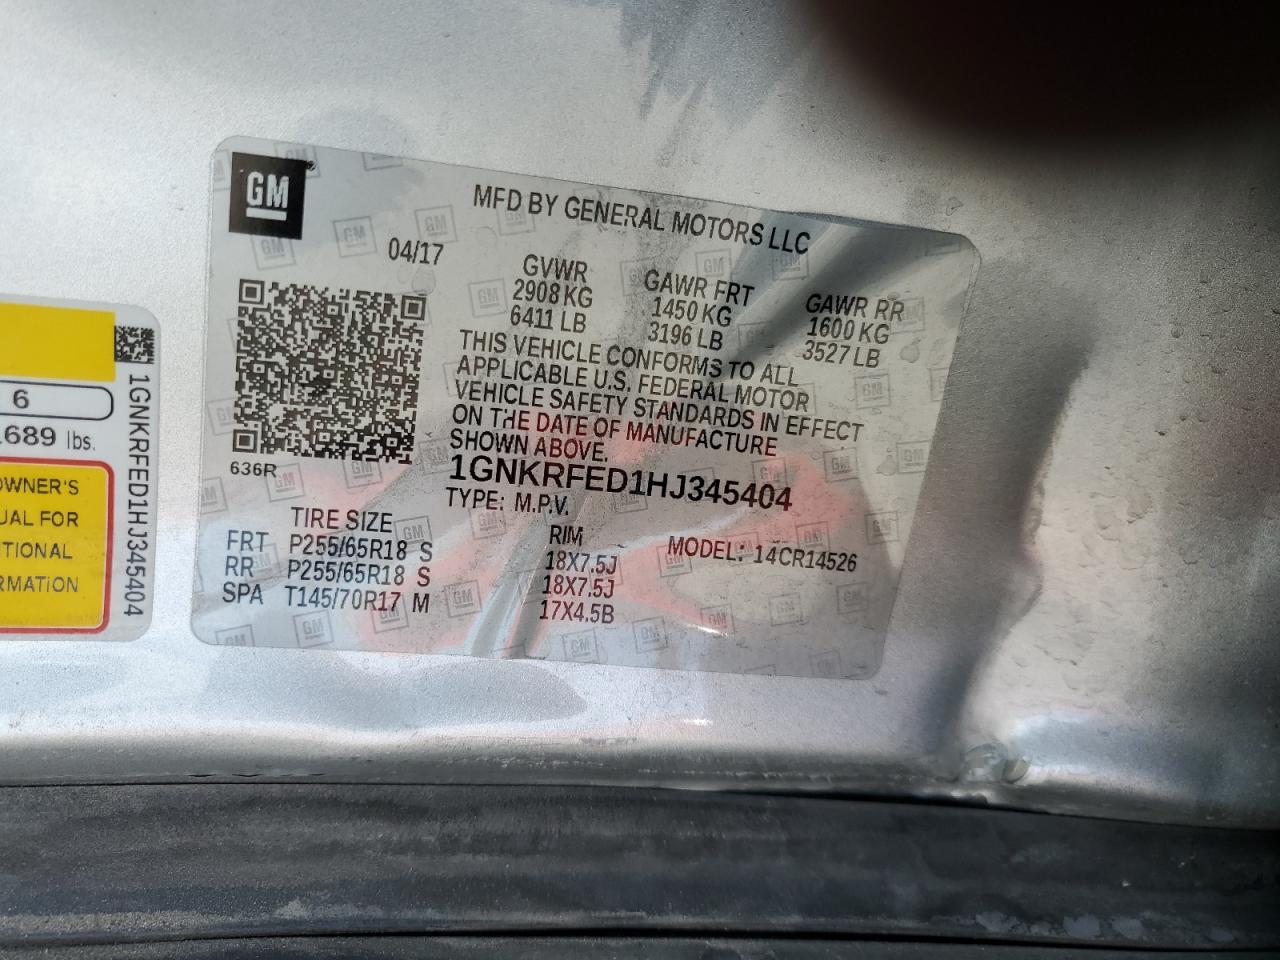 GM
MFD BY GENERAL MOTORS LLC
04/17
GVWR GAWR FRT GAWR RR
2908 KG 1450 KG 1600 KG
6411 LB 3196 LB 3527 LB
THIS VEHICLE CONFORMS TO ALL
APPLICABLE U.S. FEDERAL MOTOR
VEHICLE SAFETY STANDARDS IN EFFECT
ON THE DATE OF MANUFACTURE
SHOWN ABOVE.
636R
1GNKRFED1HJ345404
TYPE: M.P.V.
TIRE SIZE RIM MODEL: 14CR14526
FRT P255/65R18 S 18X7.5J
RR P255/65R18 S 18X7.5J
SPA T145/70R17 M 17X4.5B
6
689 lbs.
OWNER'S
UAL FOR
ITIONAL
RMATION
1GNKRFED1HJ345404